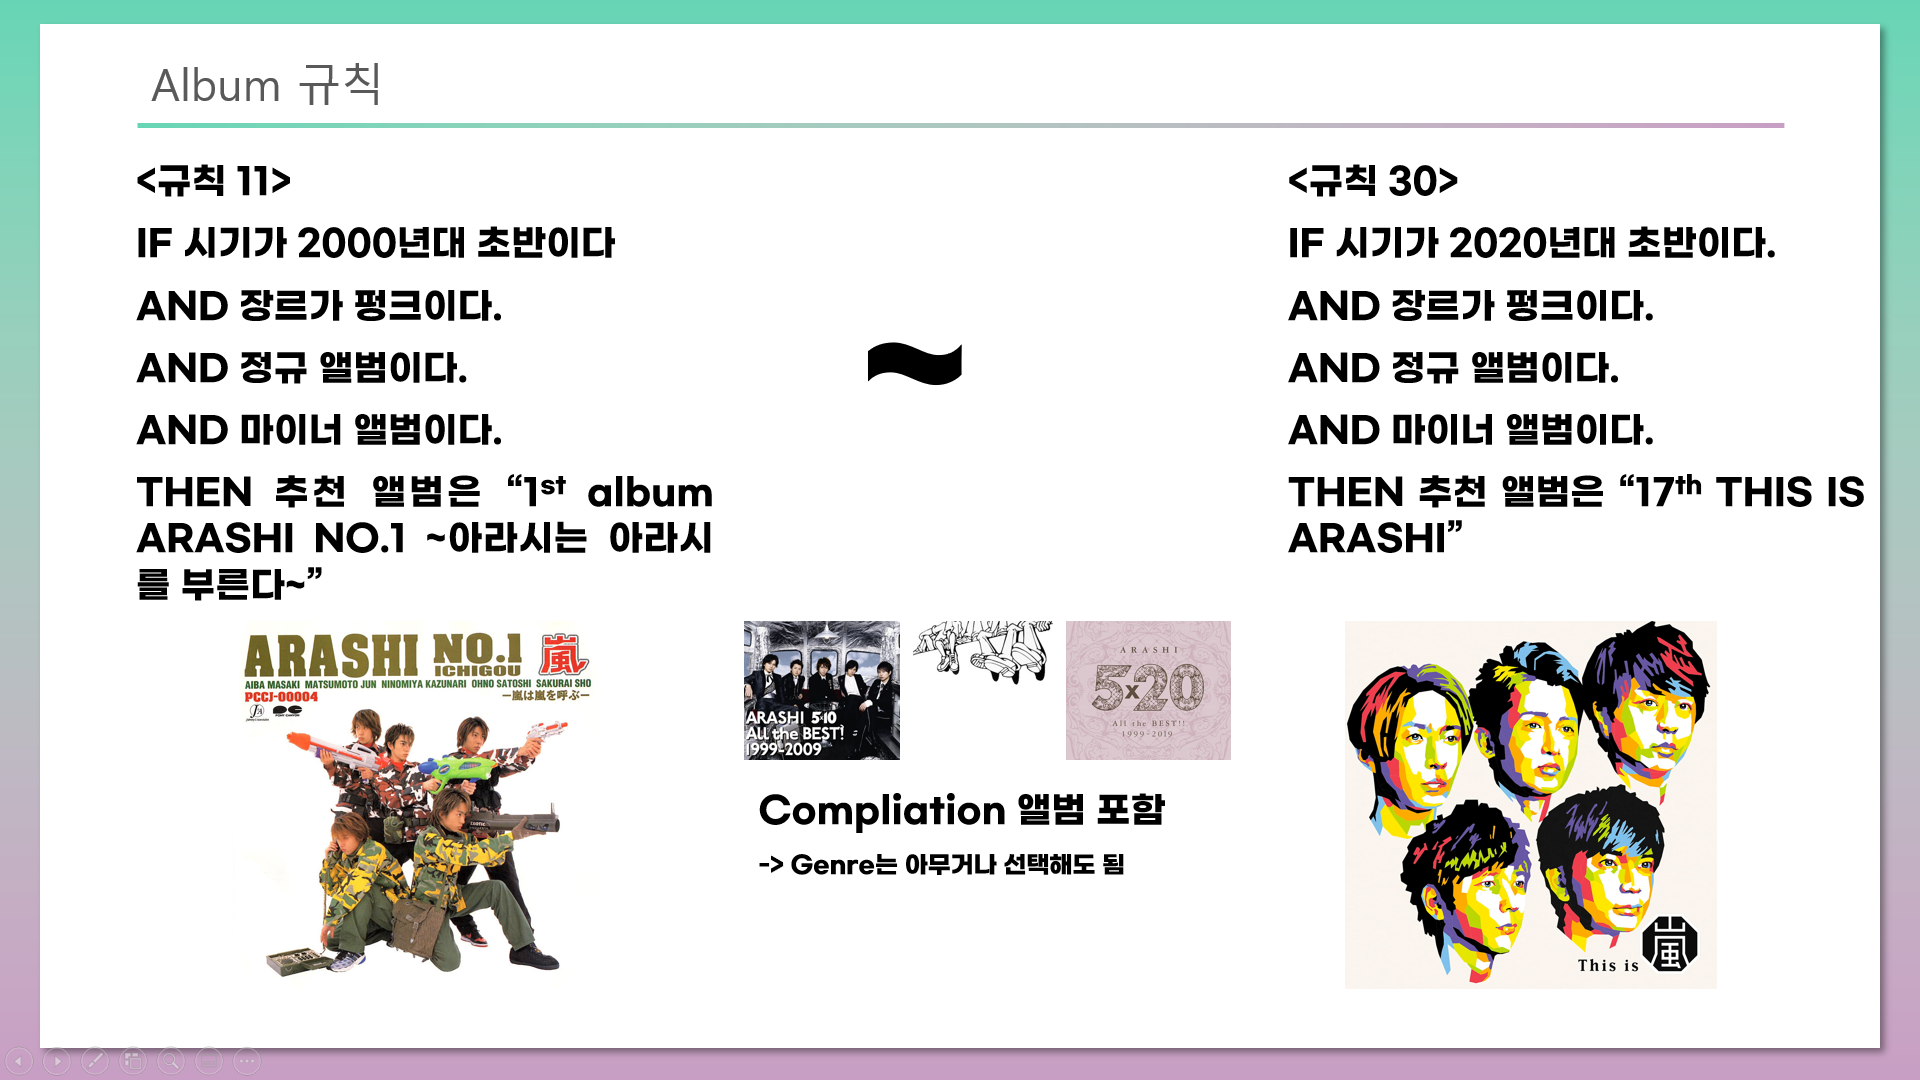 Album 규칙
<규칙 11>
IF 시기가 2000년대 초반이다
AND 장르가 펑크이다.
AND 정규 앨범이다.
AND 마이너 앨범이다.
THEN 추천 앨범은 “1st album
ARASHI NO.1 ~아라시는 아라시
를 부른다~”
~
<규칙 30>
IF 시기가 2020년대 초반이다.
AND 장르가 펑크이다.
AND 정규 앨범이다.
AND 마이너 앨범이다.
THEN 추천 앨범은 “17th THIS IS
ARASHI”
ARASHI NO.1
ICHIGOU
嵐
AIBA MASAKI MATSUMOTO JUN NINOMIYA KAZUNARI OHNO SATOSHI SAKURAI SHO
PCCJ-00004
ー嵐は嵐を呼ぶー
ARASHI 5×10
All the BEST!
1999-2009
ARASHI
5x20
All the BEST!!
1999-2019
Compliation 앨범 포함
-> Genre는 아무거나 선택해도 됨
This is 嵐